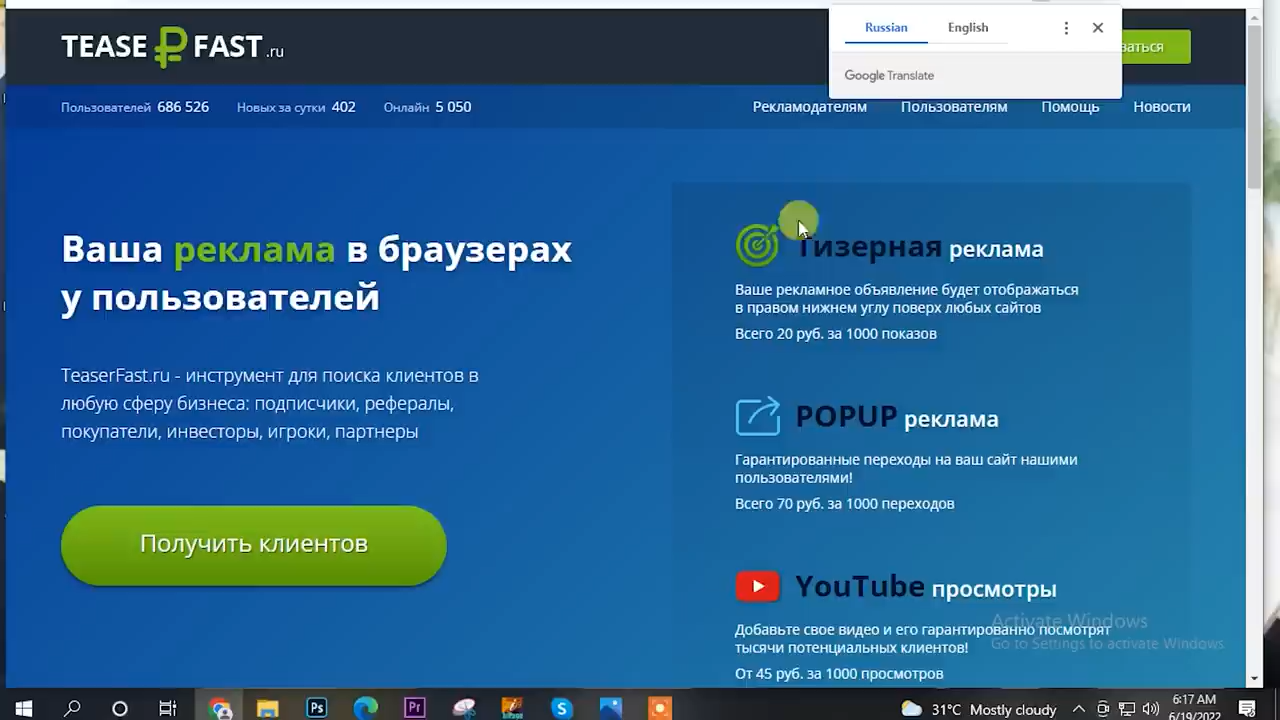 TEASE₽FAST.ru
Russian English
Google Translate
ваться
Пользователей 686 526 Новых за сутки 402 Онлайн 5 050
Рекламодателям Пользователям Помощь Новости
Ваша реклама в браузерах
у пользователей
TeaserFast.ru - инструмент для поиска клиентов в
любую сферу бизнеса: подписчики, рефералы,
покупатели, инвесторы, игроки, партнеры
Получить клиентов
Тизерная реклама
Ваше рекламное объявление будет отображаться
в правом нижнем углу поверх любых сайтов
Всего 20 руб. за 1000 показов
POPUP реклама
Гарантированные переходы на ваш сайт нашими
пользователями!
Всего 70 руб. за 1000 переходов
YouTube просмотры
Добавьте свое видео и его гарантированно посмотрят
тысячи потенциальных клиентов!
От 45 руб. за 1000 просмотров
Activate Windows
Go to Settings to activate Windows.
Ps
Pr
31°C Mostly cloudy
6:17 AM
6/19/2022